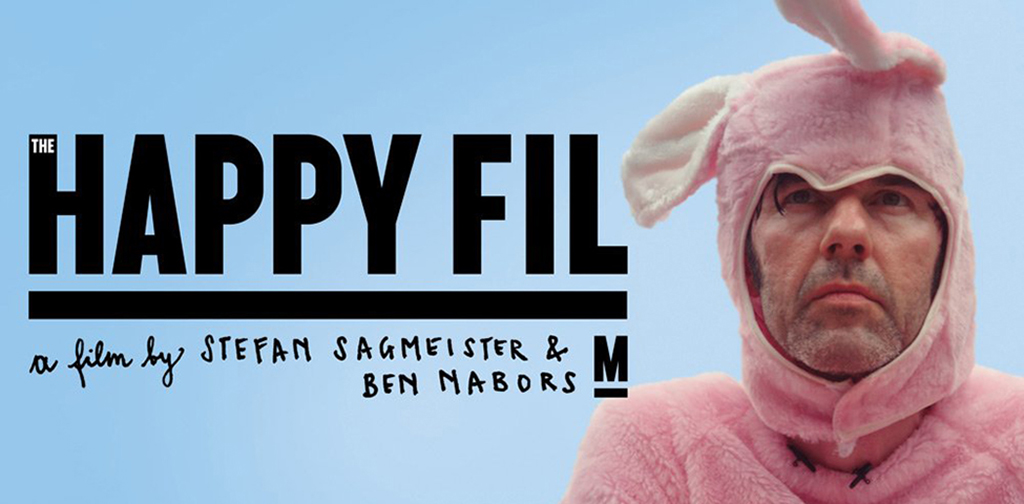 THE
HAPPY FIL
a film by STEFAN SAGMEISTER &
BEN NABORS
M